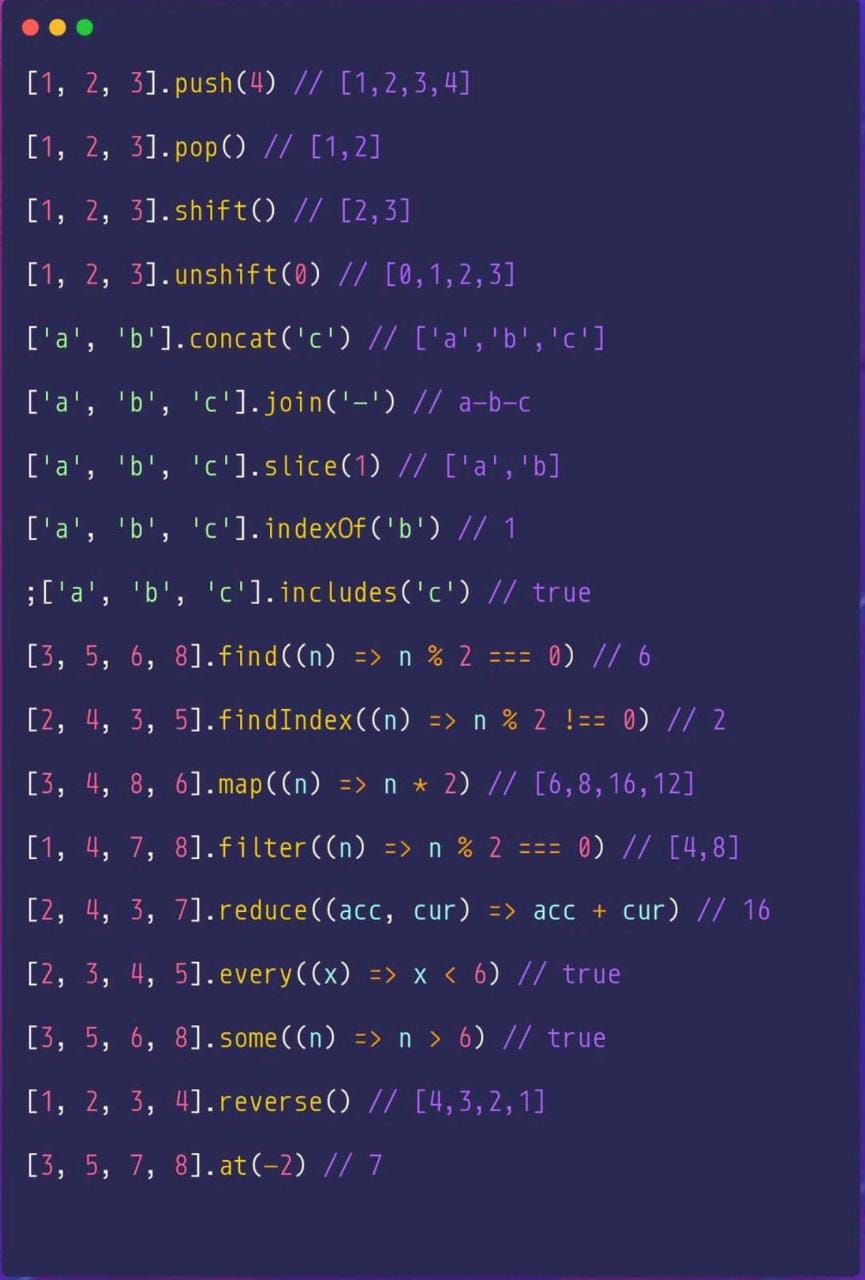 [1, 2, 3].push(4) // [1,2,3,4]
[1, 2, 3].pop() // [1,2]
[1, 2, 3].shift() // [2,3]
[1, 2, 3].unshift(0) // [0,1,2,3]
['a', 'b'].concat('c') // ['a','b','c']
['a', 'b', 'c'].join('-') // a-b-c
['a', 'b', 'c'].slice(1) // ['a','b]
['a', 'b', 'c'].indexOf('b') // 1
;['a', 'b', 'c'].includes('c') // true
[3, 5, 6, 8].find((n) => n % 2 === 0) // 6
[2, 4, 3, 5].findIndex((n) => n % 2 !== 0) // 2
[3, 4, 8, 6].map((n) => n * 2) // [6,8,16,12]
[1, 4, 7, 8].filter((n) => n % 2 === 0) // [4,8]
[2, 4, 3, 7].reduce((acc, cur) => acc + cur) // 16
[2, 3, 4, 5].every((x) => x < 6) // true
[3, 5, 6, 8].some((n) => n > 6) // true
[1, 2, 3, 4].reverse() // [4,3,2,1]
[3, 5, 7, 8].at(-2) // 7